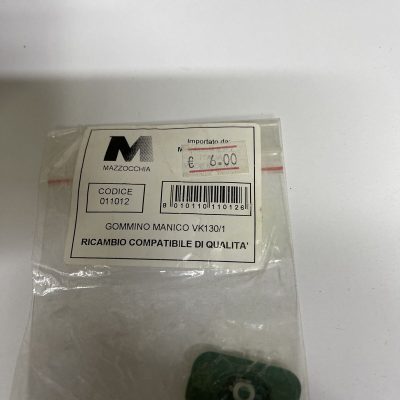 M
MAZZOCCHIA
Importato da:
M
€ 6.00
CODICE
011012
8 010110 110126
GOMMINO MANICO VK130/1
RICAMBIO COMPATIBILE DI QUALITA'